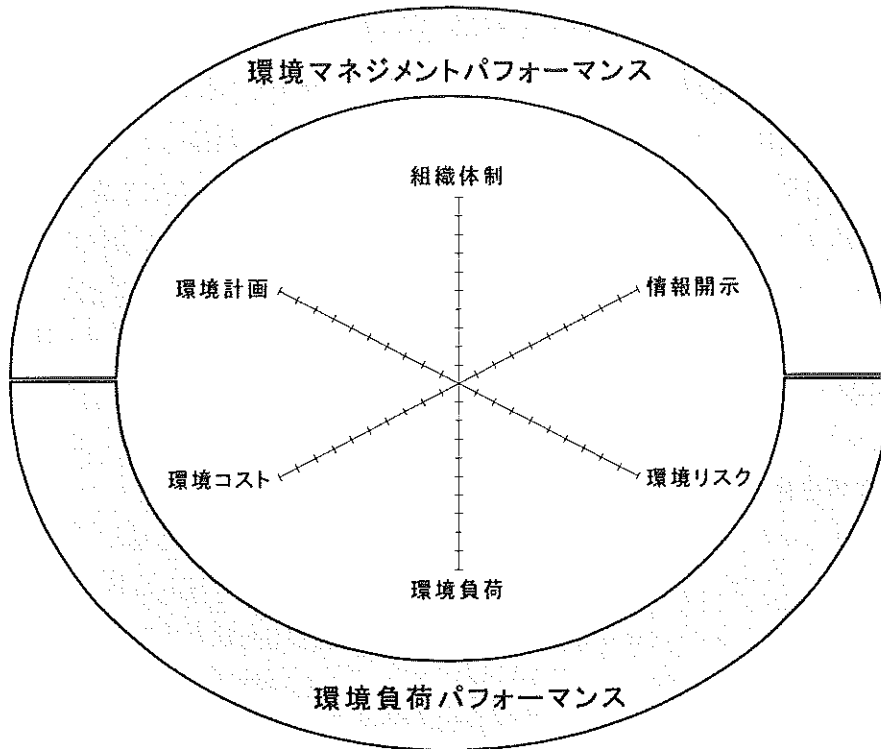 環境マネジメントパフォーマンス
組織体制
環境計画
情報開示
環境コスト
環境リスク
環境負荷
環境負荷パフォーマンス